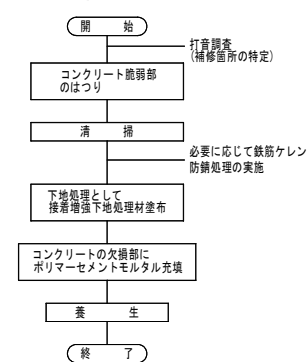 開　始
打音調査
(補修箇所の特定)
コンクリート脆弱部
のはつり
清　掃
必要に応じて鉄筋ケレン
防錆処理の実施
下地処理として
接着増強下地処理材塗布
コンクリートの欠損部に
ポリマーセメントモルタル充填
養　生
終　了